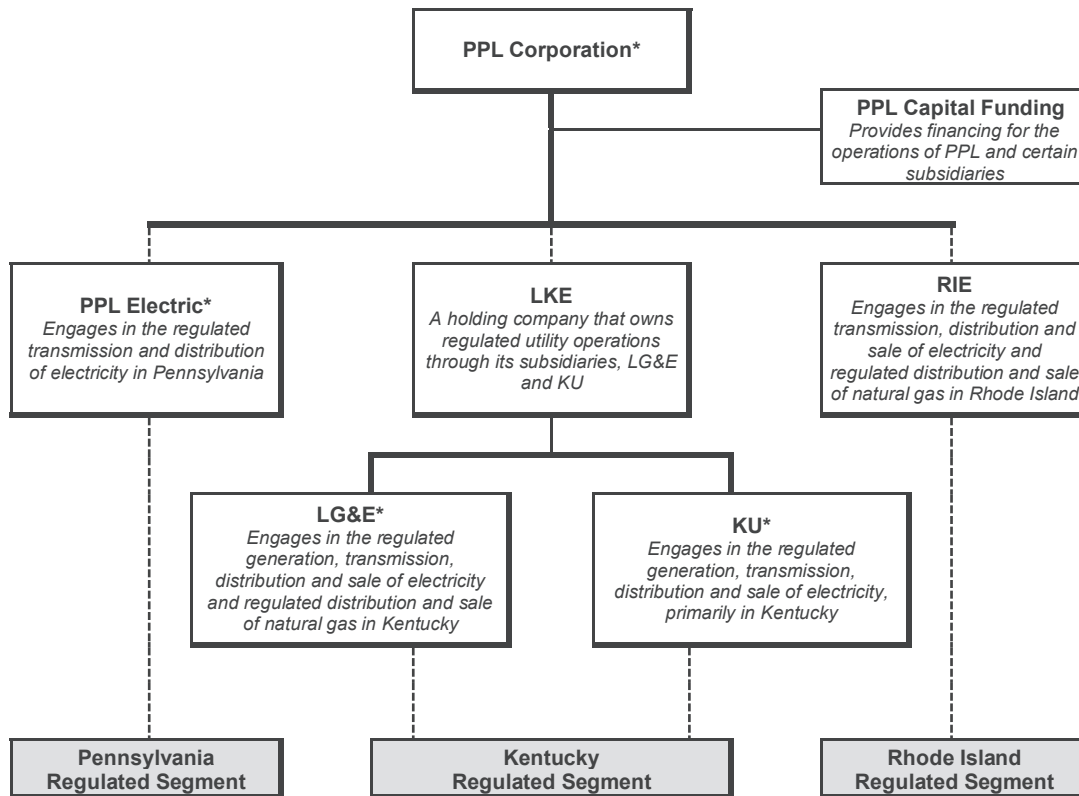 PPL Corporation*
PPL Capital Funding
Provides financing for the
operations of PPL and certain
subsidiaries
PPL Electric*
Engages in the regulated
transmission and distribution
of electricity in Pennsylvania
LKE
A holding company that owns
regulated utility operations
through its subsidiaries, LG&E
and KU
RIE
Engages in the regulated
transmission, distribution and
sale of electricity and
regulated distribution and sale
of natural gas in Rhode Island
LG&E*
Engages in the regulated
generation, transmission,
distribution and sale of electricity
and regulated distribution and sale
of natural gas in Kentucky
KU*
Engages in the regulated
generation, transmission,
distribution and sale of electricity,
primarily in Kentucky
Pennsylvania
Regulated Segment
Kentucky
Regulated Segment
Rhode Island
Regulated Segment